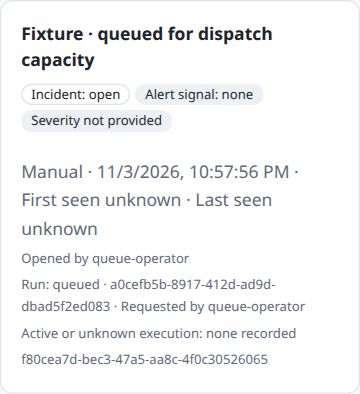 Fixture · queued for dispatch
capacity
Incident: open
Alert signal: none
Severity not provided
Manual · 11/3/2026, 10:57:56 PM ·
First seen unknown · Last seen
unknown
Opened by queue-operator
Run: queued · a0cefb5b-8917-412d-ad9d-
dbad5f2ed083 · Requested by queue-operator
Active or unknown execution: none recorded
f80cea7d-bec3-47a5-aa8c-4f0c30526065